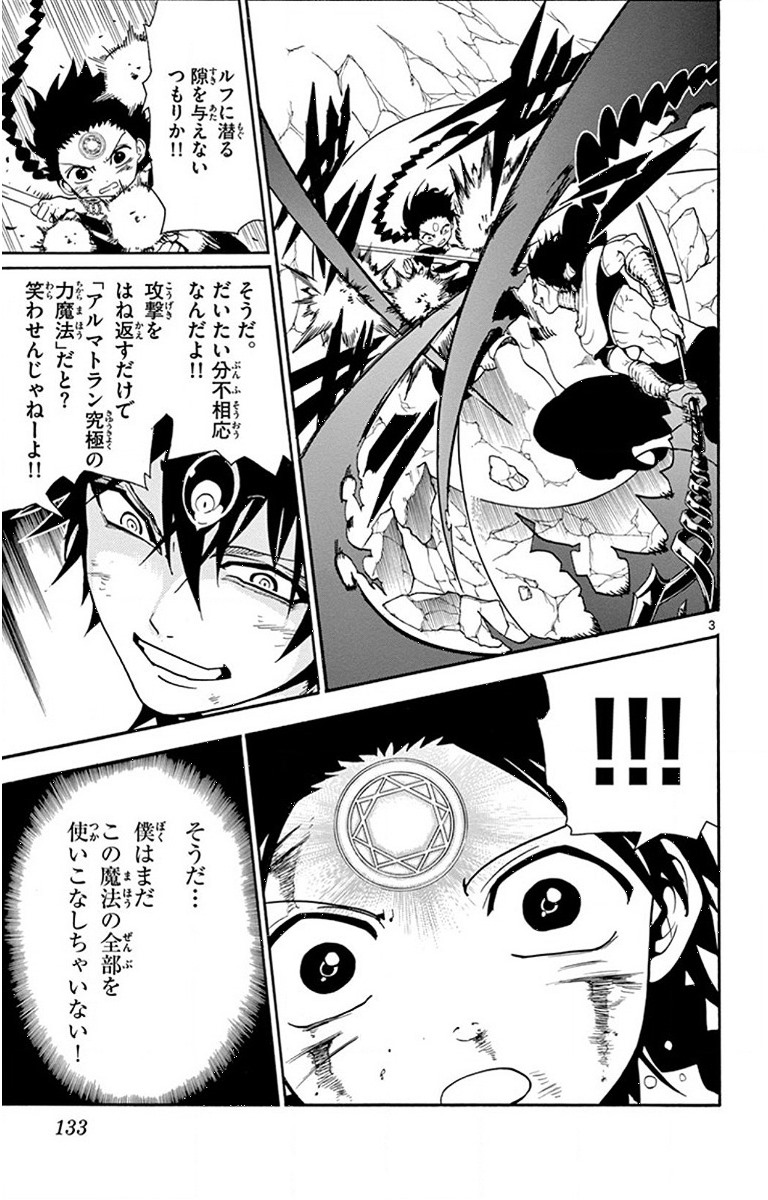 3
ルフに潜る
隙を与えない
つもりか!!
そうだ。
だいたい分不相応
なんだよ!!
攻撃を
はね返すだけで
「アルマトラン究極の
力魔法」だと?
笑わせんじゃねーよ!!
!!!
そうだ…
僕はまだ
この魔法の全部を
使いこなしちゃいない!
133